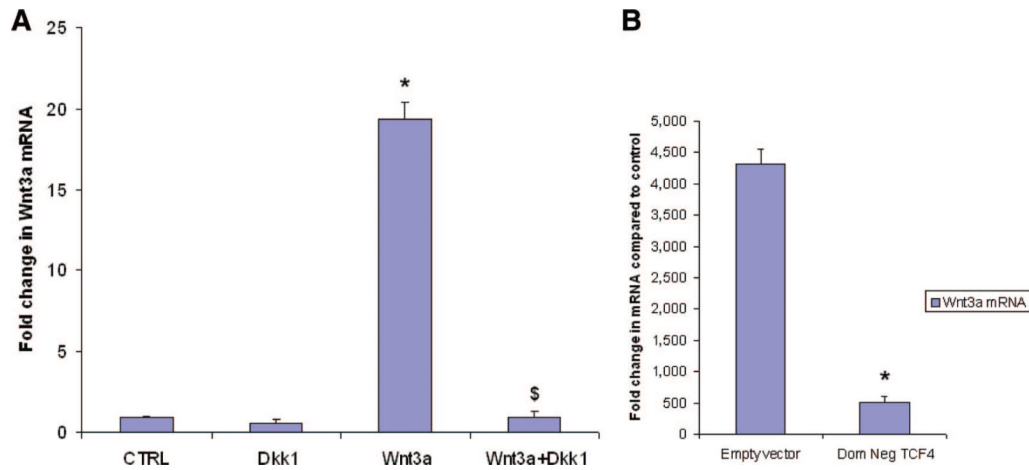 A
Fold change in Wnt3a mRNA
25
20
15
10
5
0
*
$
CTRL Dkk1 Wnt3a Wnt3a+Dkk1
B
Fold change in mRNA compared to control
5,000
4,500
4,000
3,500
3,000
2,500
2,000
1,500
1,000
500
0
*
Empty vector Dom Neg TCF4
Wnt3a mRNA